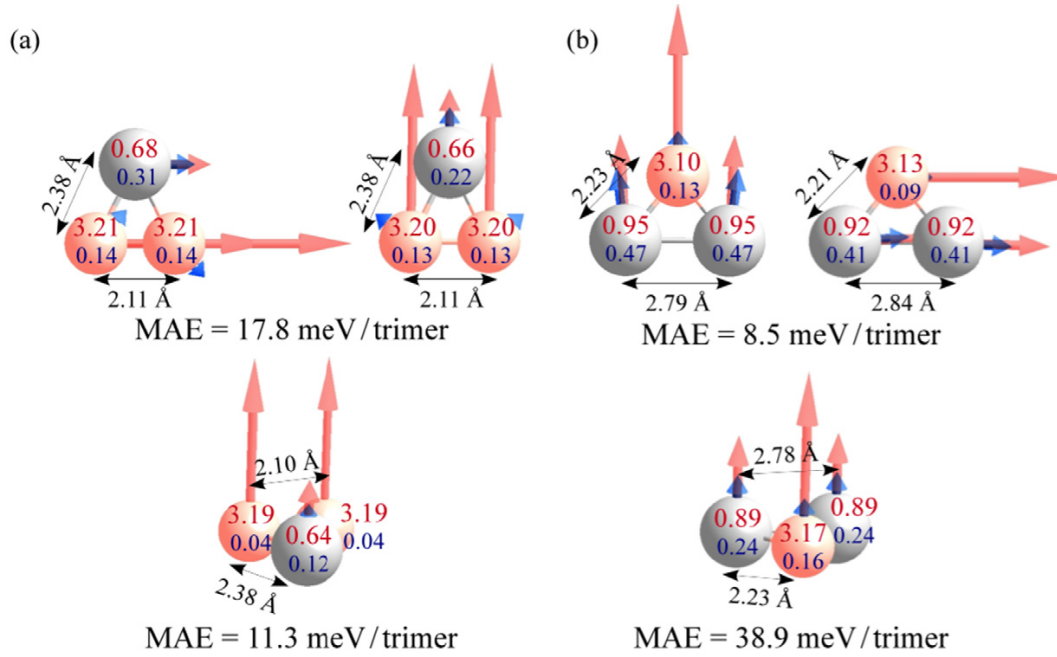 (a)
0.68
0.31
2.38 Å
3.21
0.14
3.21
0.14
2.11 Å
0.66
0.22
2.38 Å
3.20
0.13
3.20
0.13
2.11 Å
MAE = 17.8 meV/trimer
2.10 Å
3.19
0.04
0.64
0.12
3.19
0.04
2.38 Å
MAE = 11.3 meV/trimer
(b)
2.23 Å
3.10
0.13
0.95
0.47
0.95
0.47
2.79 Å
2.21 Å
3.13
0.09
0.92
0.41
0.92
0.41
2.84 Å
MAE = 8.5 meV/trimer
2.78 Å
0.89
0.24
3.17
0.16
0.89
0.24
2.23 Å
MAE = 38.9 meV/trimer